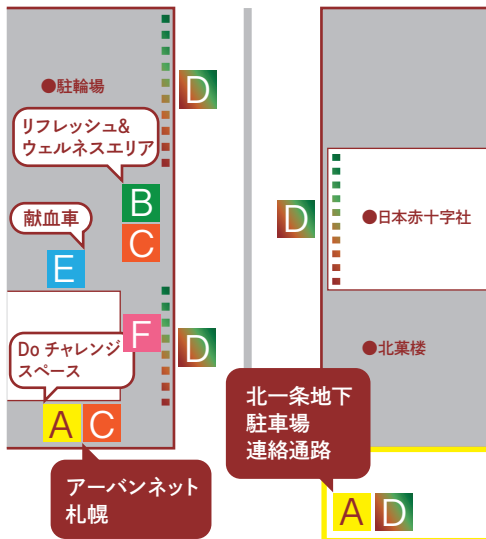 ●駐輪場
D
リフレッシュ&
ウェルネスエリア
B
C
献血車
E
D
●日本赤十字社
F
D
Do チャレンジ
スペース
●北菓楼
A C
アーバンネット
札幌
北一条地下
駐車場
連絡通路
A D